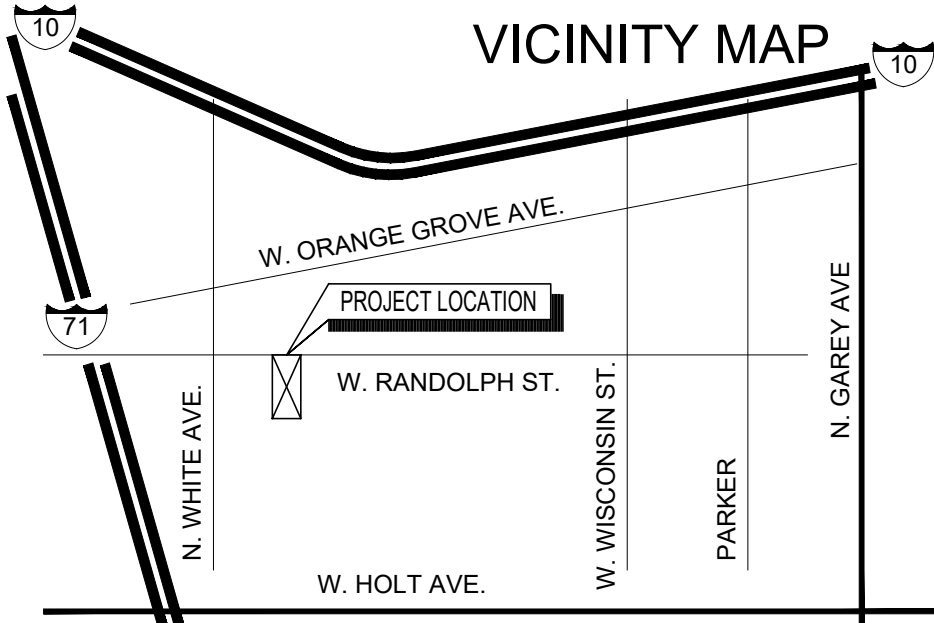 10
VICINITY MAP
10
W. ORANGE GROVE AVE.
PROJECT LOCATION
71
W. RANDOLPH ST.
N. WHITE AVE.
W. WISCONSIN ST.
PARKER
N. GAREY AVE
W. HOLT AVE.